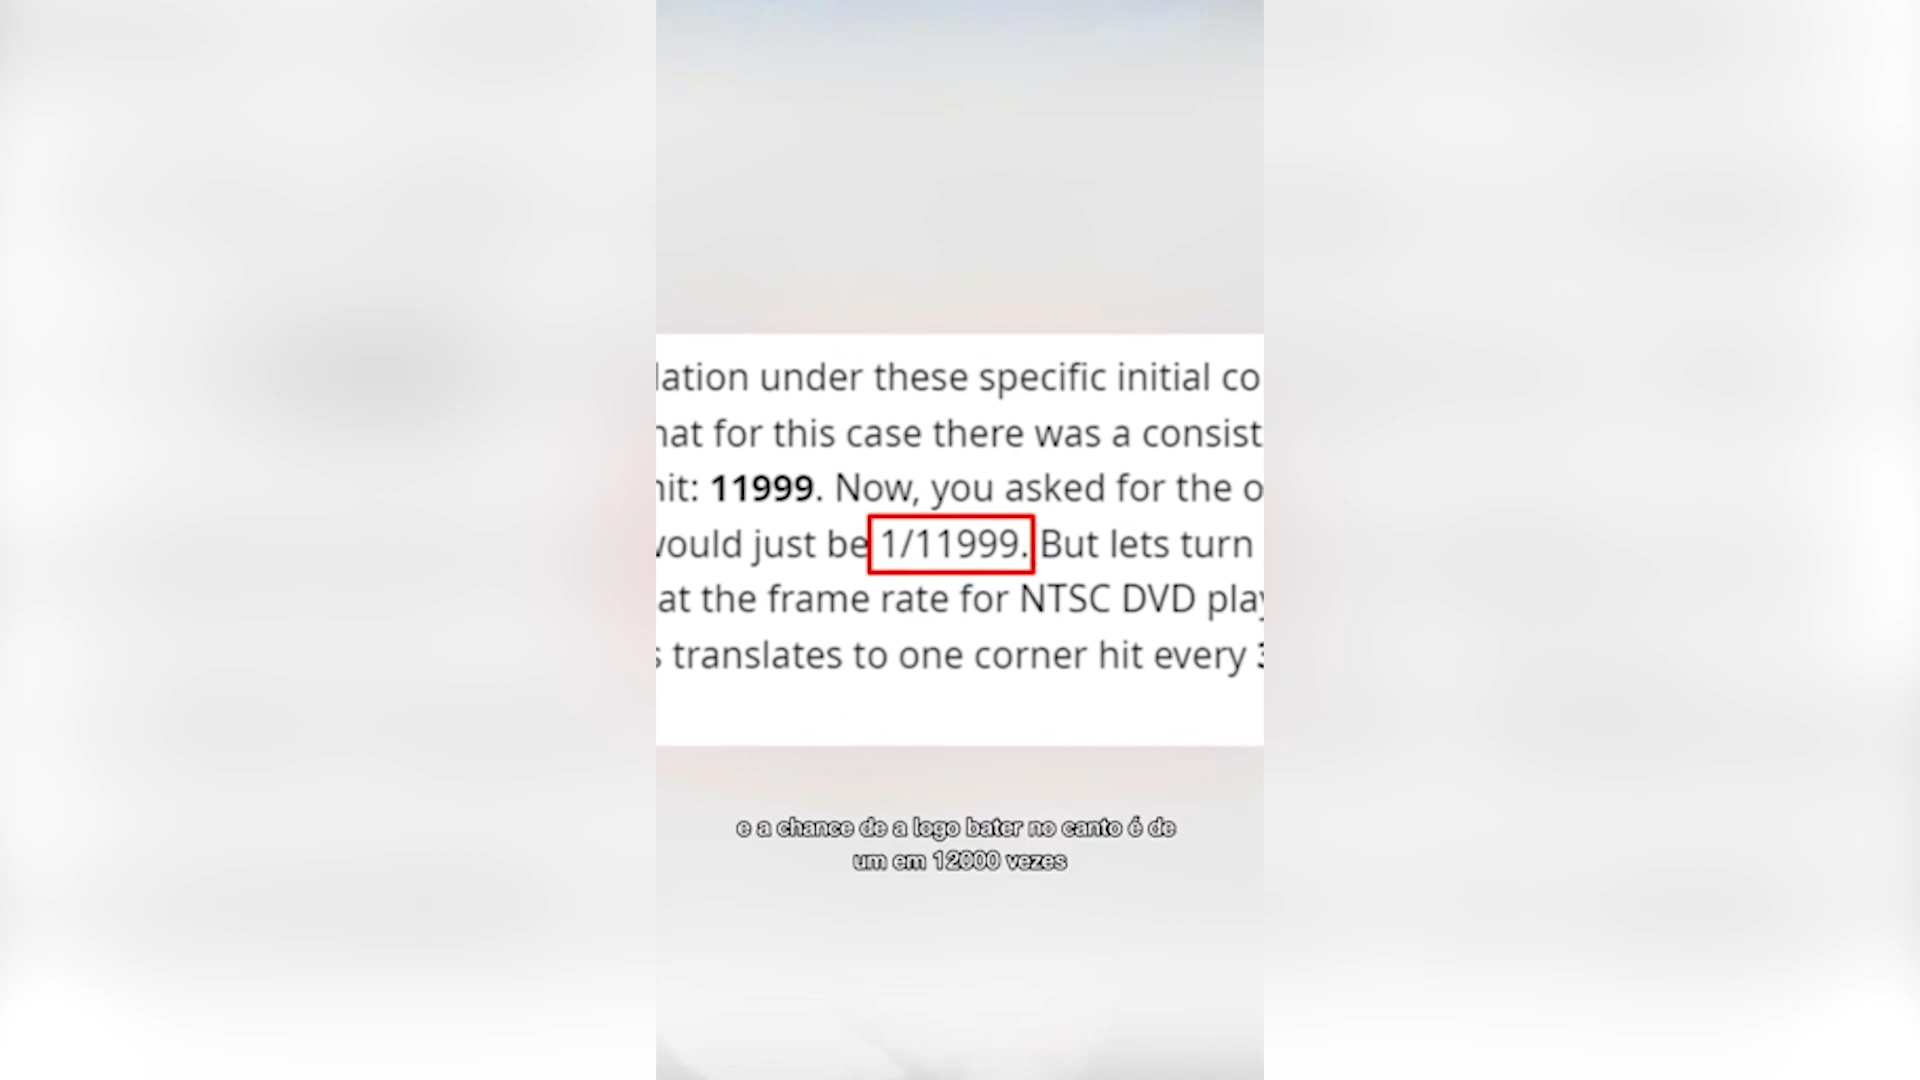 lation under these specific initial co
hat for this case there was a consist
hit: 11999. Now, you asked for the o
would just be 1/11999. But lets turn
at the frame rate for NTSC DVD play
s translates to one corner hit every 3
e a chance de a logo bater no canto é de
um em 12000 vezes